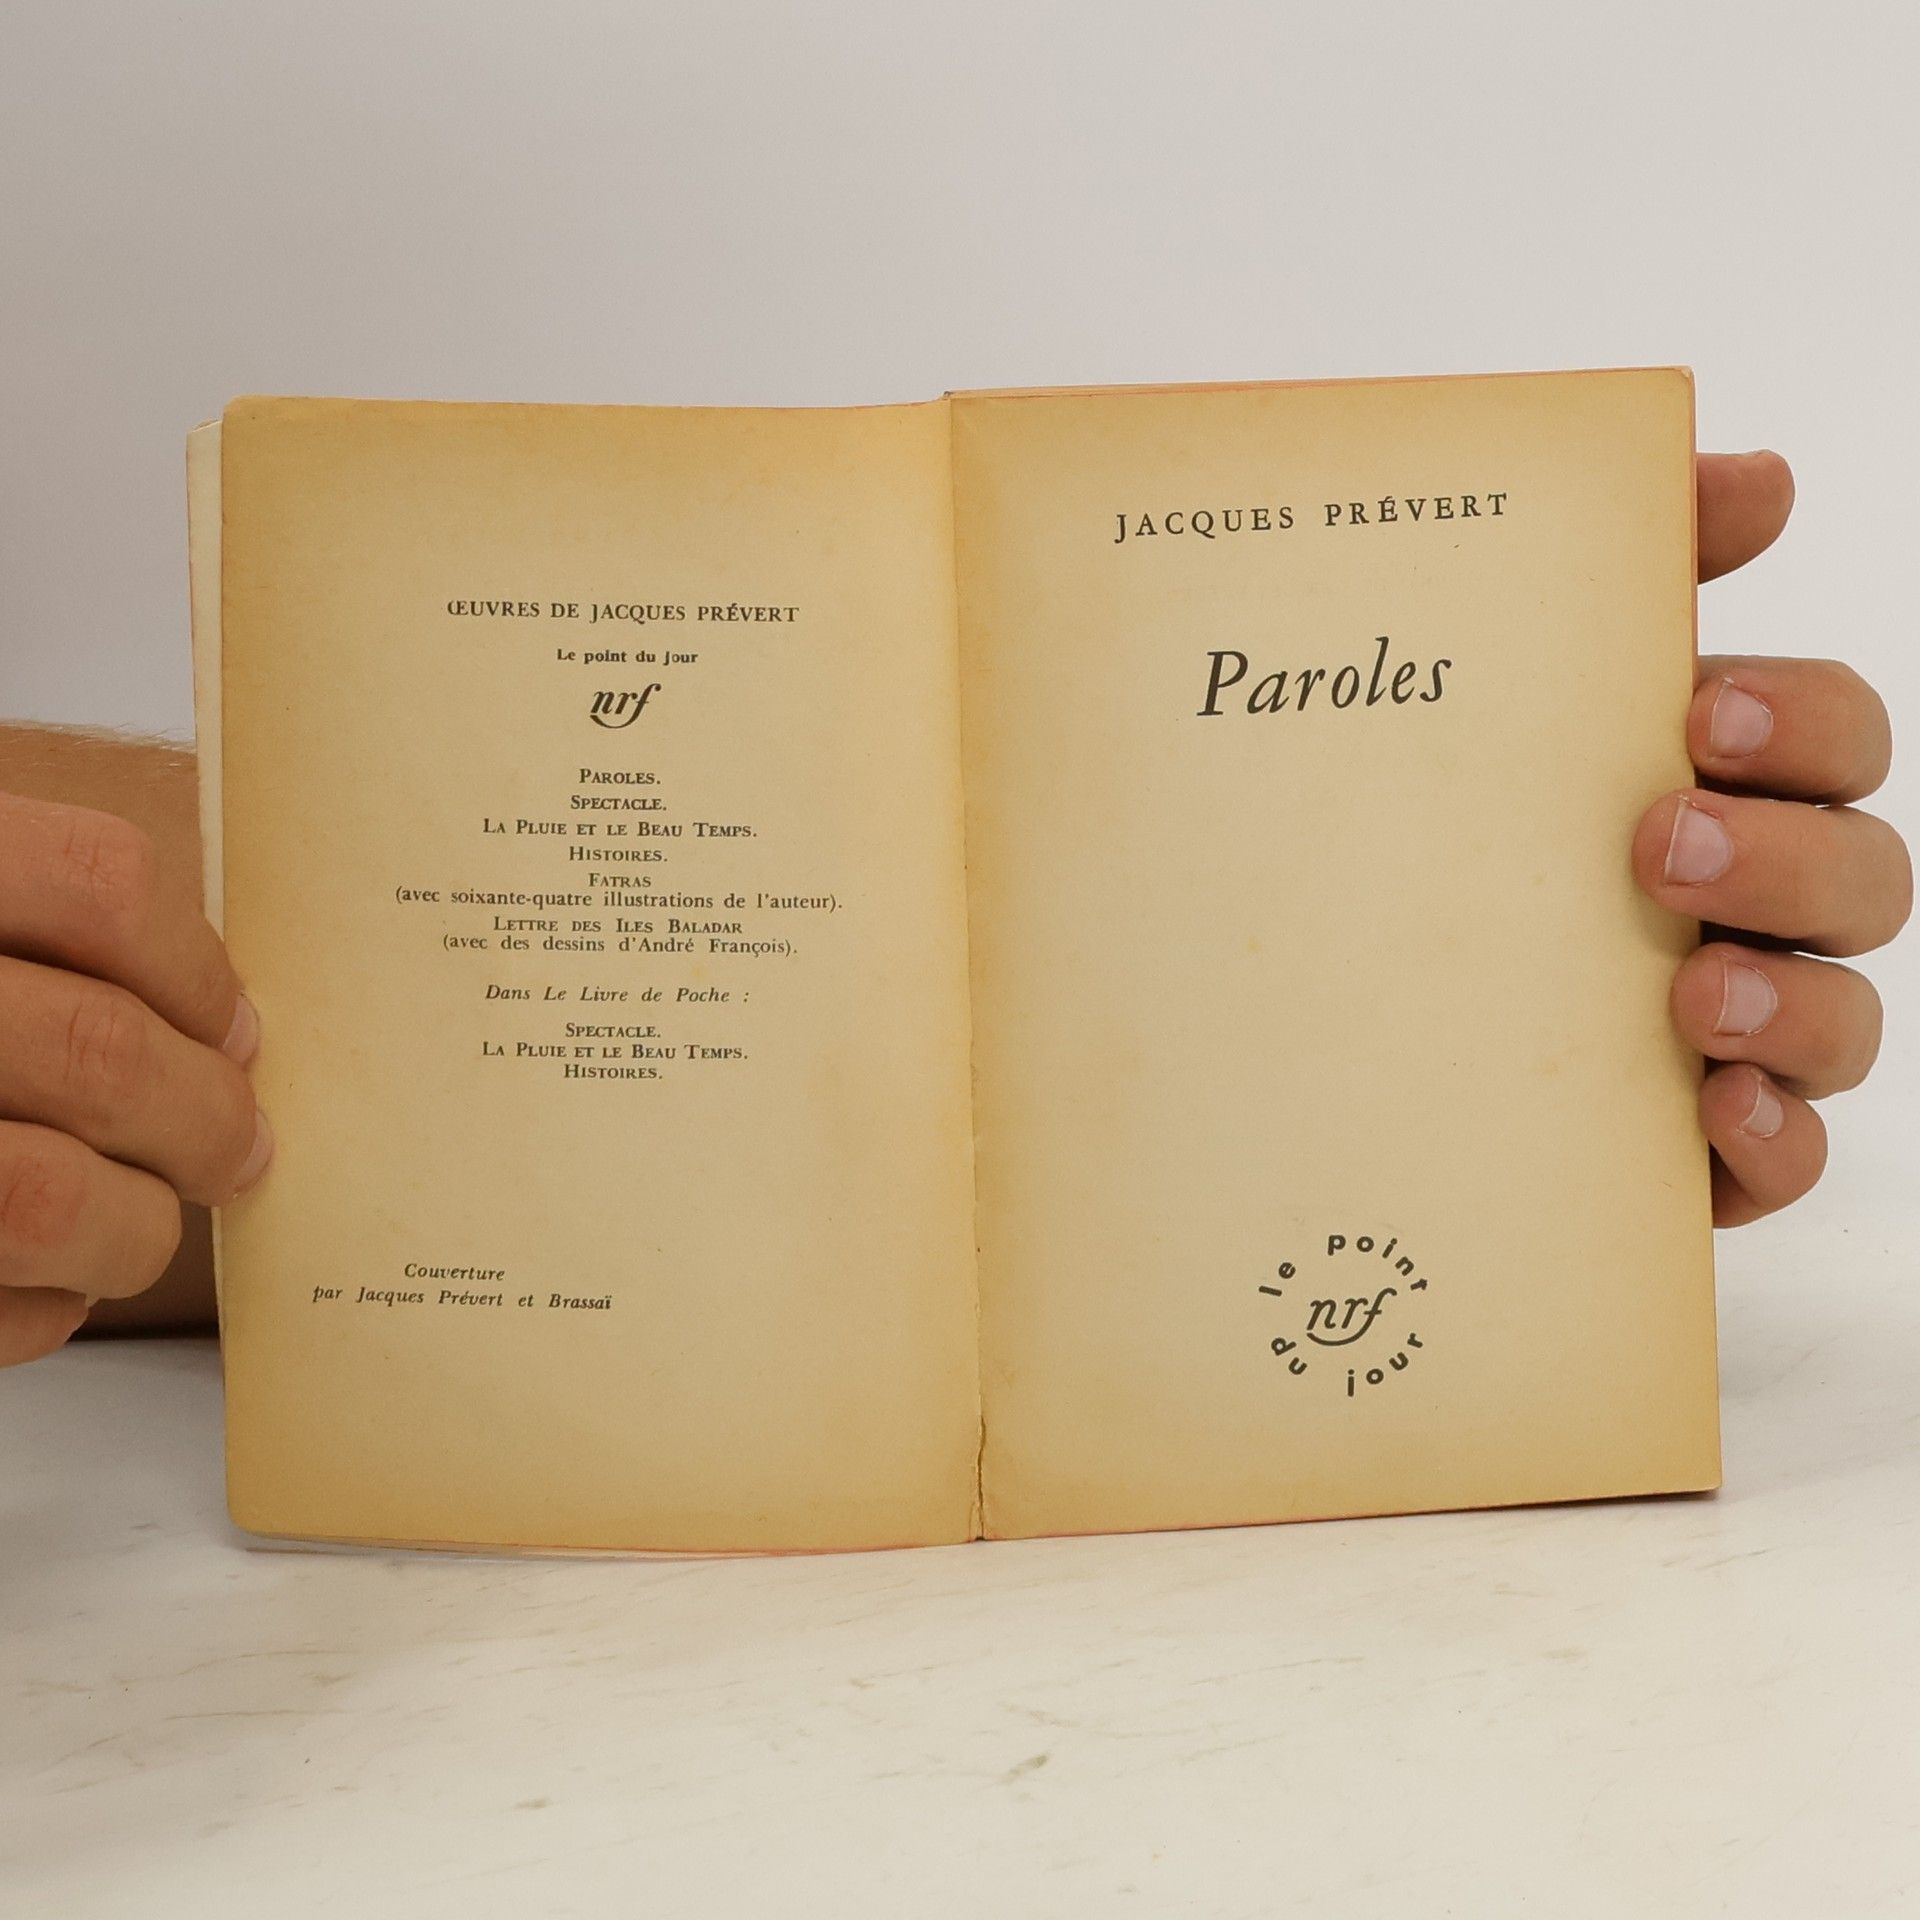 ŒUVRES DE JACQUES PRÉVERT
Le point du jour
nrf
PAROLES.
SPECTACLE.
LA PLUIE ET LE BEAU TEMPS.
HISTOIRES.
FATRAS
(avec soixante-quatre illustrations de l'auteur).
LETTRE DES ILES BALADAR
(avec des dessins d'André François).
Dans Le Livre de Poche :
SPECTACLE.
LA PLUIE ET LE BEAU TEMPS.
HISTOIRES.
Couverture
par Jacques Prévert et Brassaï
JACQUES PRÉVERT
Paroles
le point du jour
nrf